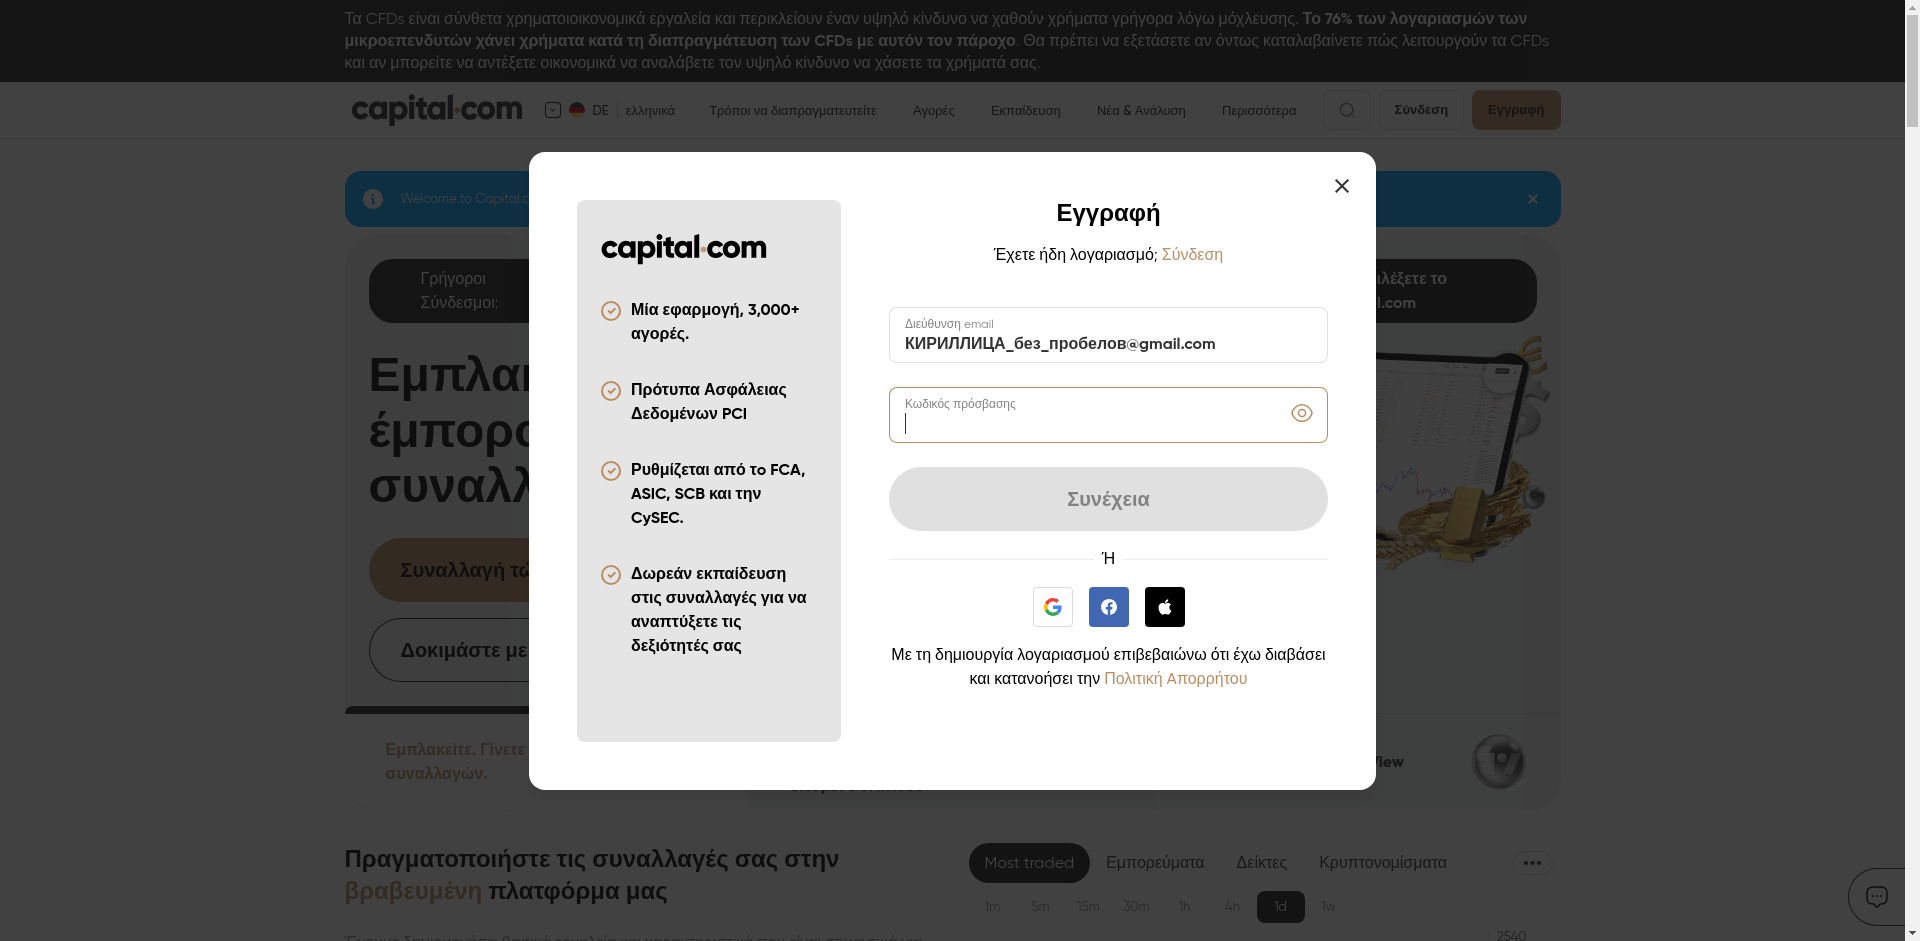 Τα CFDs είναι σύνθετα χρηματοιοικονομικά εργαλεία και περικλείουν έναν υψηλό κίνδυνο να χαθούν χρήματα γρήγορα λόγω μόχλευσης. Το 76% των λογαριασμών των
μικροεπενδυτών χάνει χρήματα κατά τη διαπραγμάτευση των CFDs με αυτόν τον πάροχο. Θα πρέπει να εξετάσετε αν όντως καταλαβαίνετε πώς λειτουργούν τα CFDs
και αν μπορείτε να αντέξετε οικονομικά να αναλάβετε τον υψηλό κίνδυνο να χάσετε τα χρήματά σας.
capital.com DE ελληνικά Τρόποι να διαπραγματευτείτε Αγορές Εκπαίδευση Νέα & Ανάλυση Περισσότερα Σύνδεση Εγγραφή
Welcome to Capital.c
Γρήγοροι
Σύνδεσμοι:
ιλέξετε το
l.com
Εμπλα
έμπορο
συναλλ
Συναλλαγή τώ
Δοκιμάστε με
Εμπλακείτε. Γίνετε
συναλλαγών.
View
capital.com
Μία εφαρμογή, 3,000+
αγορές.
Πρότυπα Ασφάλειας
Δεδομένων PCI
Ρυθμίζεται από τo FCA,
ASIC, SCB και την
CySEC.
Δωρεάν εκπαίδευση
στις συναλλαγές για να
αναπτύξετε τις
δεξιότητές σας
Εγγραφή
Έχετε ήδη λογαριασμό; Σύνδεση
Διεύθυνση email
КИРИЛЛИЦА_без_пробелов@gmail.com
Κωδικός πρόσβασης
Συνέχεια
Ή
Με τη δημιουργία λογαριασμού επιβεβαιώνω ότι έχω διαβάσει
και κατανοήσει την Πολιτική Απορρήτου
Πραγματοποιήστε τις συναλλαγές σας στην
βραβευμένη πλατφόρμα μας
Most traded Εμπορεύματα Δείκτες Κρυπτονομίσματα
1m 5m 15m 30m 1h 4h 1d 1w
2540